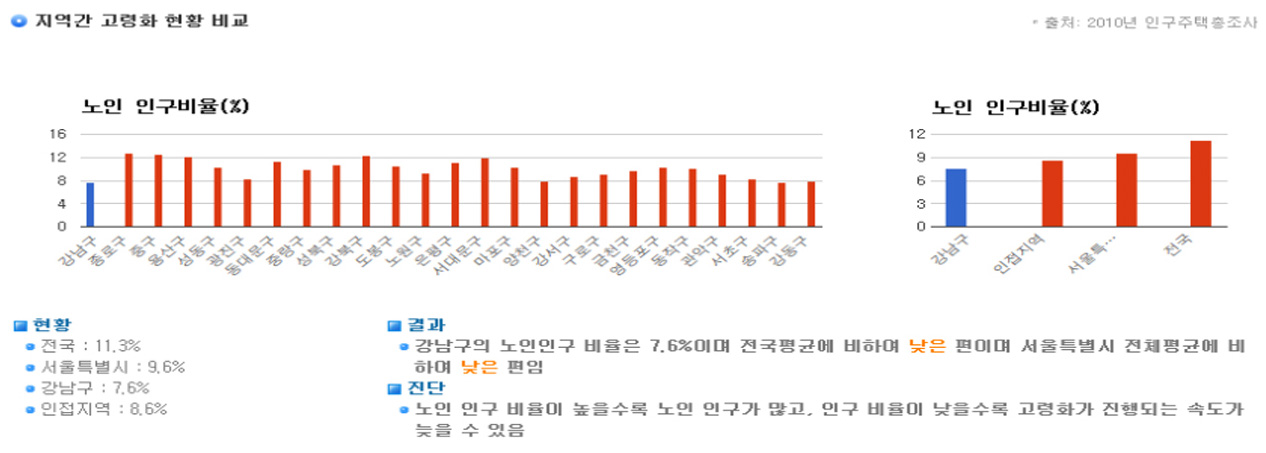 지역간 고령화 현황 비교
* 출처: 2010년 인구주택총조사
노인 인구비율(%)
16
12
8
4
0
강남구
종로구
중구
용산구
성동구
광진구
동대문구
중랑구
성북구
강북구
도봉구
노원구
은평구
서대문구
마포구
양천구
강서구
구로구
금천구
영등포구
동작구
관악구
서초구
송파구
강동구
노인 인구비율(%)
12
9
6
3
0
강남구
인접지역
서울특…
전국
현황
전국 : 11.3%
서울특별시 : 9.6%
강남구 : 7.6%
인접지역 : 8.6%
결과
강남구의 노인인구 비율은 7.6%이며 전국평균에 비하여 낮은 편이며 서울특별시 전체평균에 비
하여 낮은 편임
진단
노인 인구 비율이 높을수록 노인 인구가 많고, 인구 비율이 낮을수록 고령화가 진행되는 속도가
늦을 수 있음